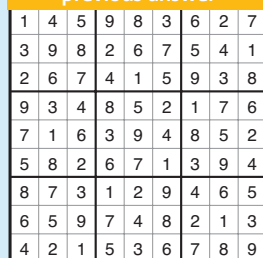 previous answer
1 4 5 9 8 3 6 2 7
3 9 8 2 6 7 5 4 1
2 6 7 4 1 5 9 3 8
9 3 4 8 5 2 1 7 6
7 1 6 3 9 4 8 5 2
5 8 2 6 7 1 3 9 4
8 7 3 1 2 9 4 6 5
6 5 9 7 4 8 2 1 3
4 2 1 5 3 6 7 8 9